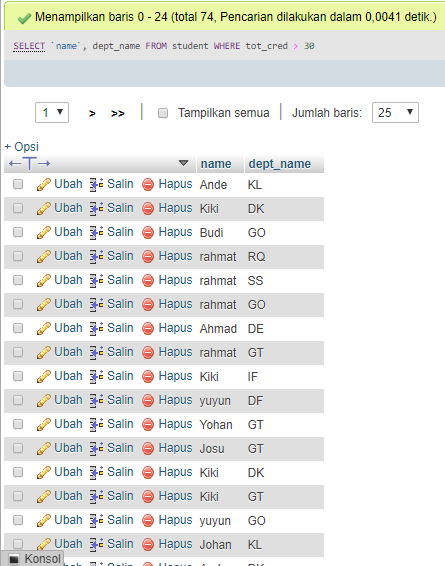 Menampilkan baris 0 - 24 (total 74, Pencarian dilakukan dalam 0,0041 detik.)
SELECT `name`, dept_name FROM student WHERE tot_cred > 30
1 > >> Tampilkan semua Jumlah baris: 25
+ Opsi
←T→ name dept_name
Ubah Salin Hapus Ande KL
Ubah Salin Hapus Kiki DK
Ubah Salin Hapus Budi GO
Ubah Salin Hapus rahmat RQ
Ubah Salin Hapus rahmat SS
Ubah Salin Hapus rahmat GO
Ubah Salin Hapus Ahmad DE
Ubah Salin Hapus rahmat GT
Ubah Salin Hapus Kiki IF
Ubah Salin Hapus yuyun DF
Ubah Salin Hapus Yohan GT
Ubah Salin Hapus Josu GT
Ubah Salin Hapus Kiki DK
Ubah Salin Hapus Kiki GT
Ubah Salin Hapus yuyun GO
Ubah Salin Hapus Johan KL
Konsol